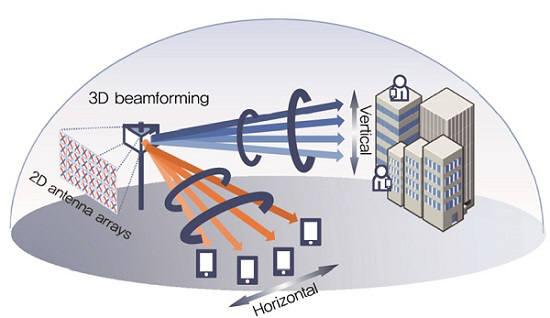 3D beamforming
2D antenna arrays
Vertical
Horizontal